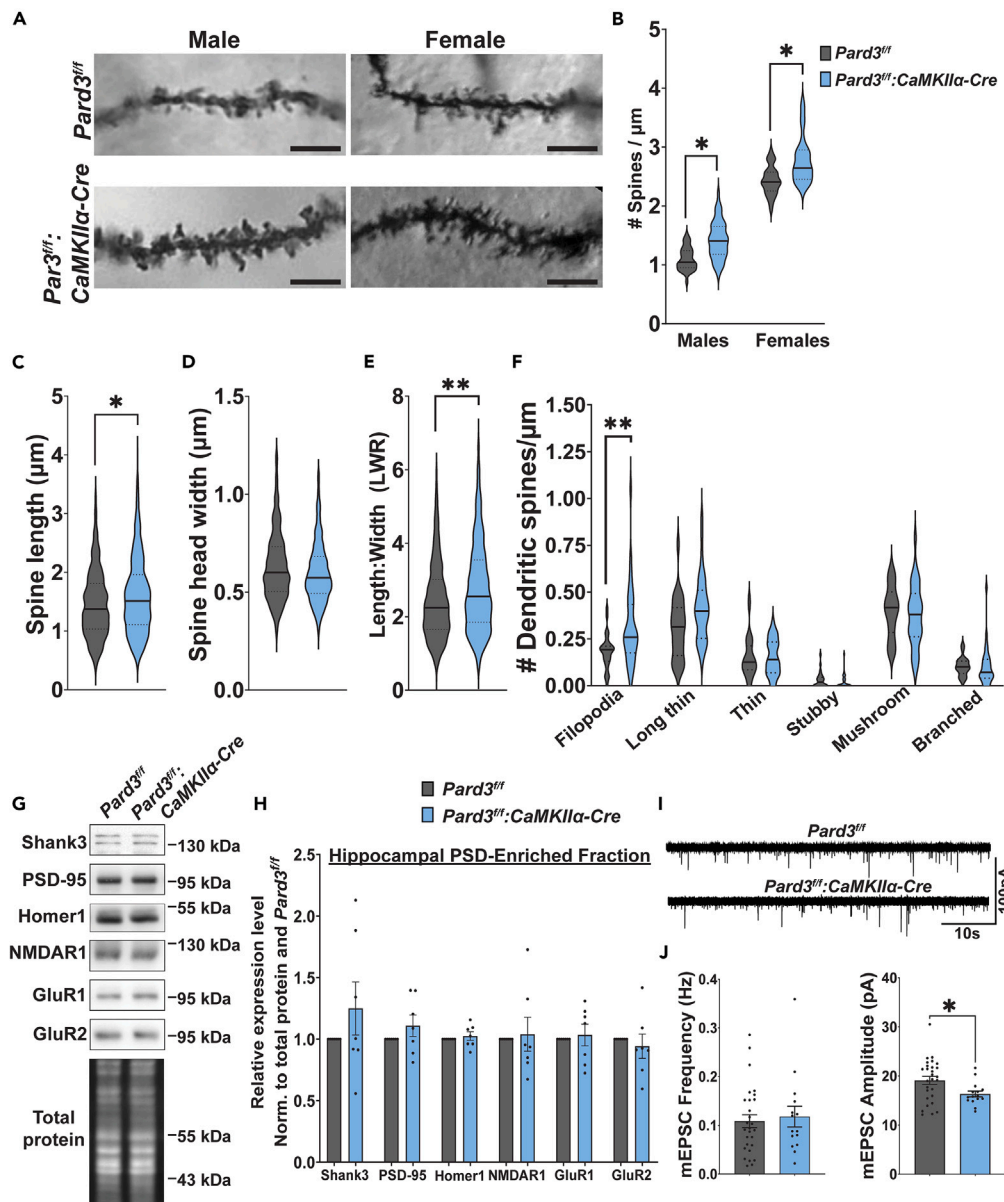 A
Male
Female
Pard3f/f
Par3f/f:
CaMKIIα-Cre
B
# Spines / µm
5
4
3
2
1
0
Males
Females
*
*
Pard3f/f
Pard3f/f:CaMKIIα-Cre
C
Spine length (µm)
5
4
3
2
1
0
*
D
Spine head width (µm)
1.5
1.0
0.5
0.0
E
Length:Width (LWR)
8
6
4
2
0
**
F
# Dendritic spines/µm
1.50
1.00
0.75
0.50
0.25
0.00
**
Filopodia
Long thin
Thin
Stubby
Mushroom
Branched
G
Pard3f/f
Pard3f/f:
CaMKIIα-Cre
Shank3
130 kDa
PSD-95
95 kDa
Homer1
55 kDa
NMDAR1
130 kDa
GluR1
95 kDa
GluR2
95 kDa
Total
protein
55 kDa
43 kDa
H
Pard3f/f
Pard3f/f:CaMKIIα-Cre
Hippocampal PSD-Enriched Fraction
Relative expression level
Norm. to total protein and Pard3f/f
2.5
2.0
1.5
1.0
0.5
0.0
Shank3
PSD-95
Homer1
NMDAR1
GluR1
GluR2
I
Pard3f/f
Pard3f/f:CaMKIIα-Cre
100pA
10s
J
mEPSC Frequency (Hz)
0.4
0.3
0.2
0.1
0.0
mEPSC Amplitude (pA)
40
30
20
10
0
*